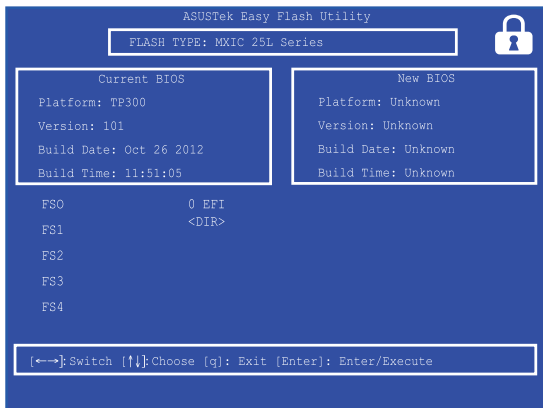 ASUSTek Easy Flash Utility
FLASH TYPE: MXIC 25L Series
Current BIOS
Platform: TP300
Version: 101
Build Date: Oct 26 2012
Build Time: 11:51:05
New BIOS
Platform: Unknown
Version: Unknown
Build Date: Unknown
Build Time: Unknown
FS0 0 EFI
FS1 <DIR>
FS2
FS3
FS4
[←→]:Switch [↑↓]:Choose [q]: Exit [Enter]: Enter/Execute